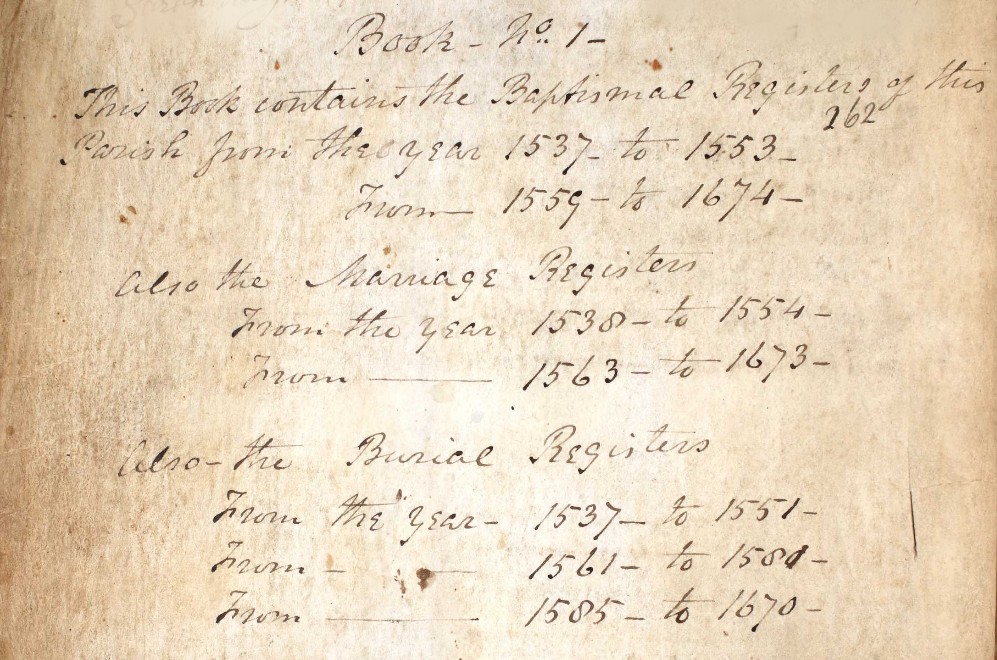 Book - No. 1 -
This Book contains the Baptismal Registers of this
262
Parish from the year 1537 - to 1553 -
From — 1559 - to 1674 -
Also the Marriage Registers
From the year 1538 - to 1554 -
From — 1563 - to 1673 -
Also - the Burial Registers
From the year - 1537 - to 1551 -
From - — 1561 - to 1580 -
From — 1585 - to 1670 -